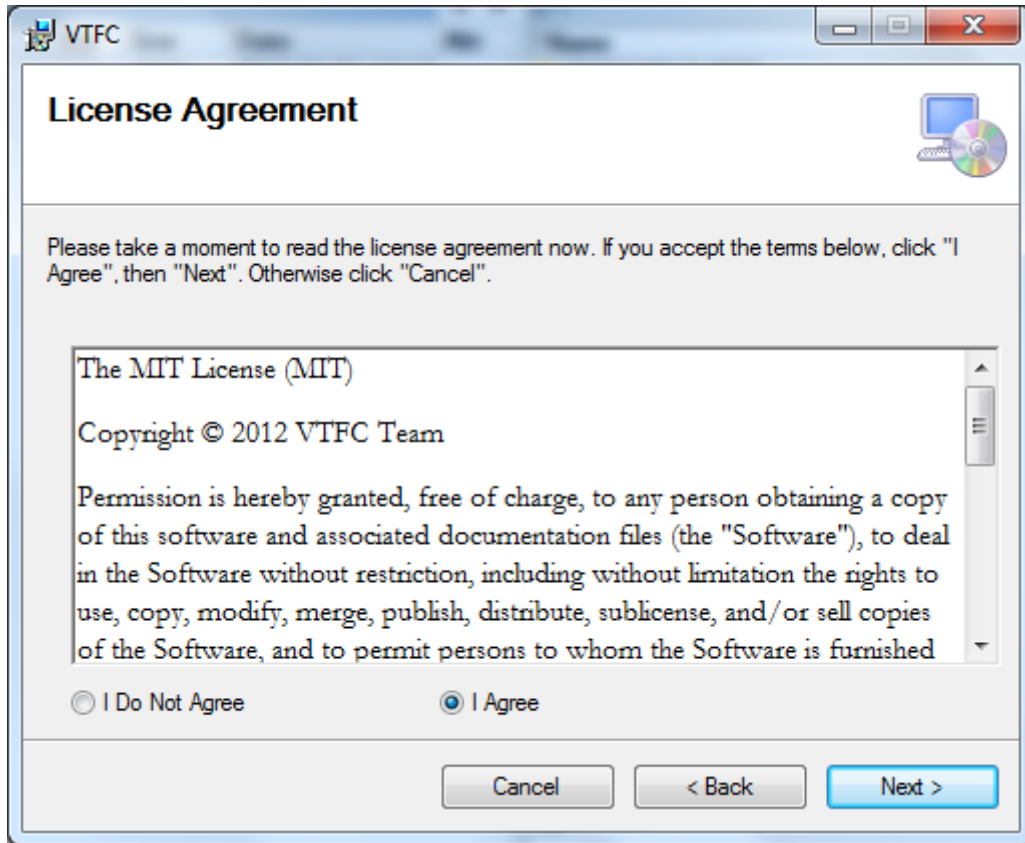 VTFC
License Agreement
Please take a moment to read the license agreement now. If you accept the terms below, click "I
Agree", then "Next". Otherwise click "Cancel".
The MIT License (MIT)
Copyright © 2012 VTFC Team
Permission is hereby granted, free of charge, to any person obtaining a copy
of this software and associated documentation files (the "Software"), to deal
in the Software without restriction, including without limitation the rights to
use, copy, modify, merge, publish, distribute, sublicense, and/or sell copies
of the Software, and to permit persons to whom the Software is furnished
I Do Not Agree
I Agree
Cancel
< Back
Next >